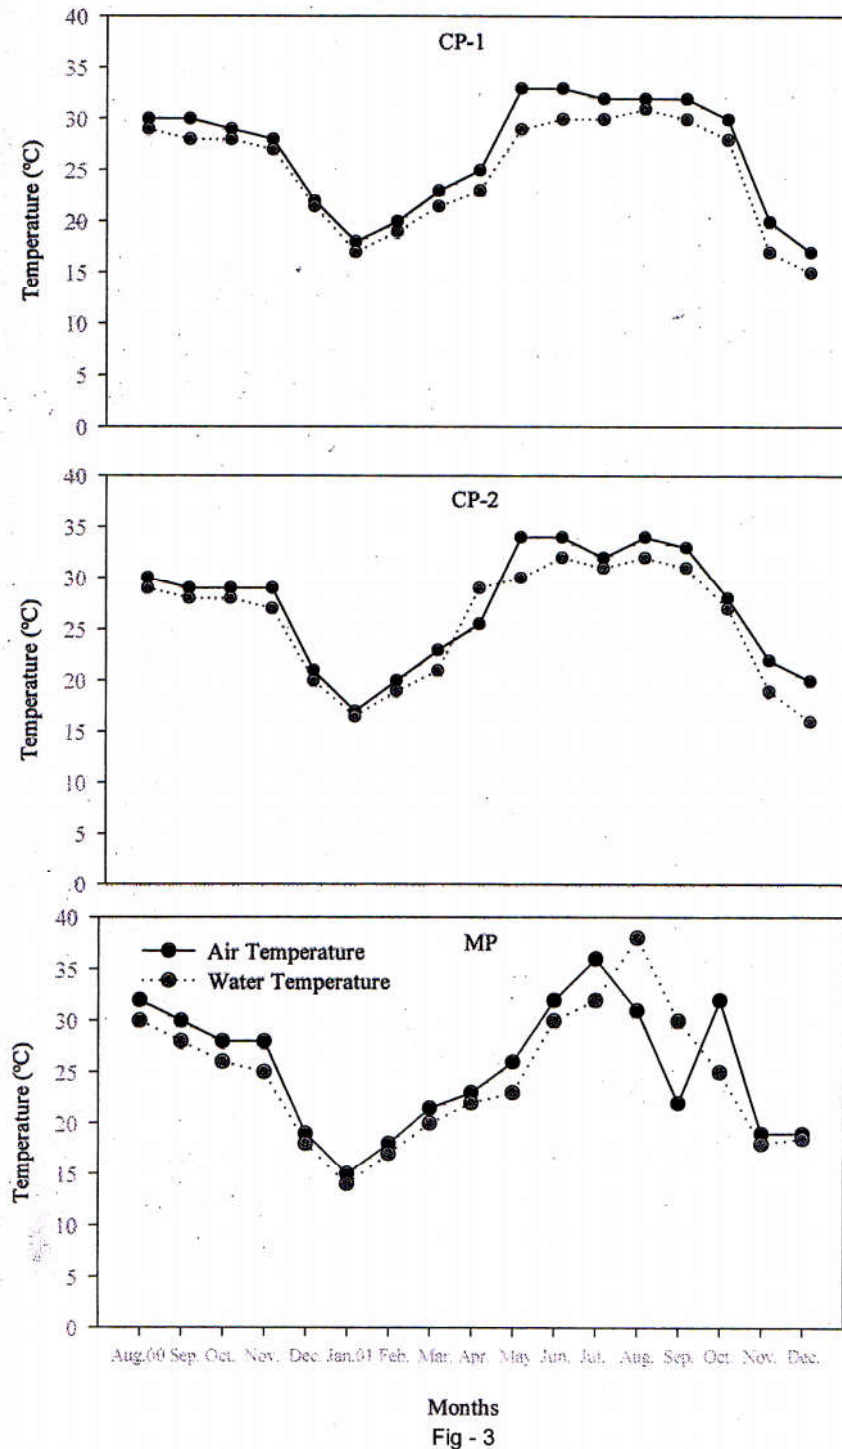 40
CP-1
35
30
25
20
15
10
5
0
Temperature (°C)
40
CP-2
35
30
25
20
15
10
5
0
Temperature (°C)
40
MP
Air Temperature
35
Water Temperature
30
25
20
15
10
5
0
Temperature (°C)
Aug.00 Sep. Oct. Nov. Dec. Jan.01 Feb. Mar. Apr. May Jun. Jul. Aug. Sep. Oct. Nov. Dec.
Months
Fig - 3